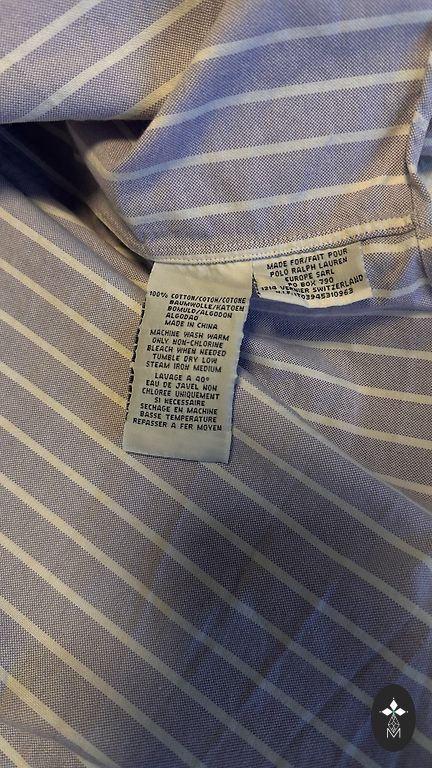 100% COTTON/COTON/COTONE
BAUMWOLLE/KATOEN
BOMULD/ALGODON
ALGODAO
MADE IN CHINA
MACHINE WASH WARM
ONLY NON-CHLORINE
BLEACH WHEN NEEDED
TUMBLE DRY LOW
STEAM IRON MEDIUM
LAVAGE A 40°
EAU DE JAVEL NON
CHLOREE UNIQUEMENT
SI NECESSAIRE
SECHAGE EN MACHINE
BASSE TEMPERATURE
REPASSER A FER MOYEN
MADE FOR/FAIT POUR
POLO RALPH LAUREN
EUROPE SARL
PO BOX 790
1214 VERNIER SWITZERLAND
03945310963
M